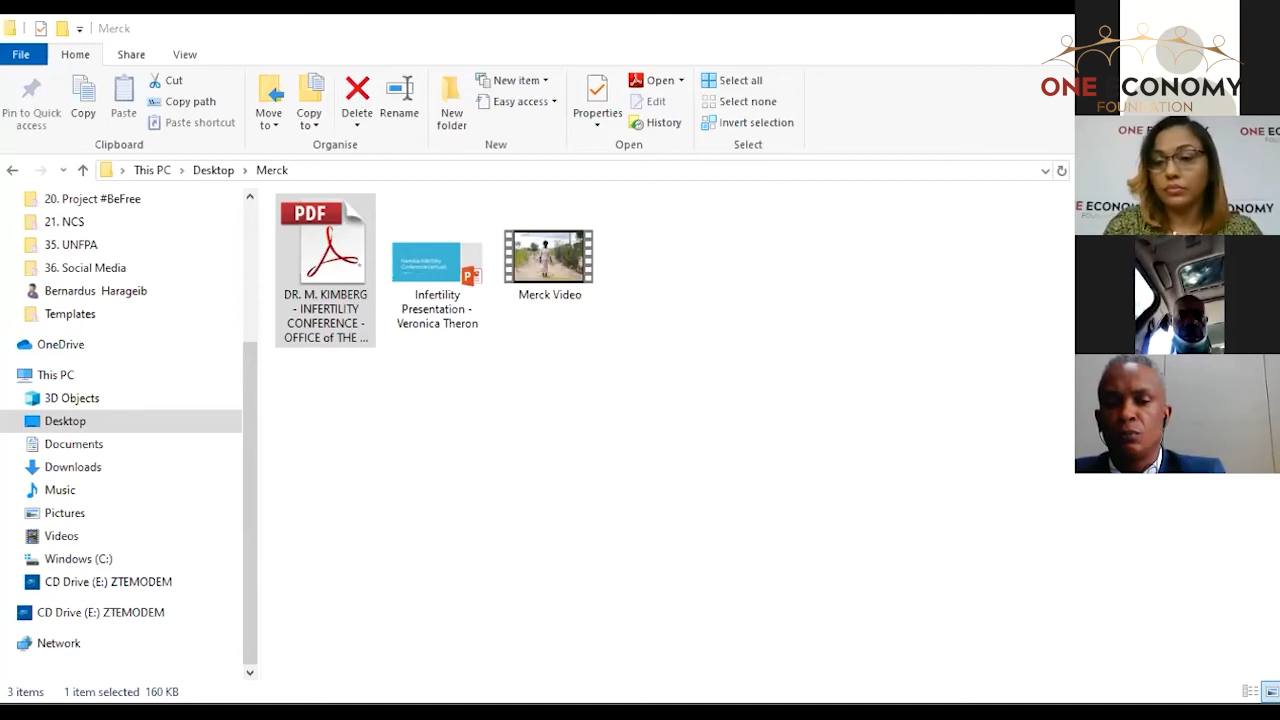 Merck
File
Home
Share
View
Pin to Quick access
Copy
Paste
Cut
Copy path
Paste shortcut
Clipboard
Move to
Copy to
Delete
Rename
Organise
New folder
New item
Easy access
New
Properties
Open
Edit
History
Open
Select all
Select none
Invert selection
Select
This PC > Desktop > Merck
20. Project #BeFree
21. NCS
35. UNFPA
36. Social Media
Bernardus Harageib
Templates
OneDrive
This PC
3D Objects
Desktop
Documents
Downloads
Music
Pictures
Videos
Windows (C:)
CD Drive (E:) ZTEMODEM
CD Drive (E:) ZTEMODEM
Network
PDF
DR. M. KIMBERG
- INFERTILITY
CONFERENCE -
OFFICE of THE ...
Infertility
Presentation -
Veronica Theron
Merck Video
3 items
1 item selected 160 KB
ONE ECONOMY
FOUNDATION
ONE ECONOMY
ONE
E ECONO
ONOMY